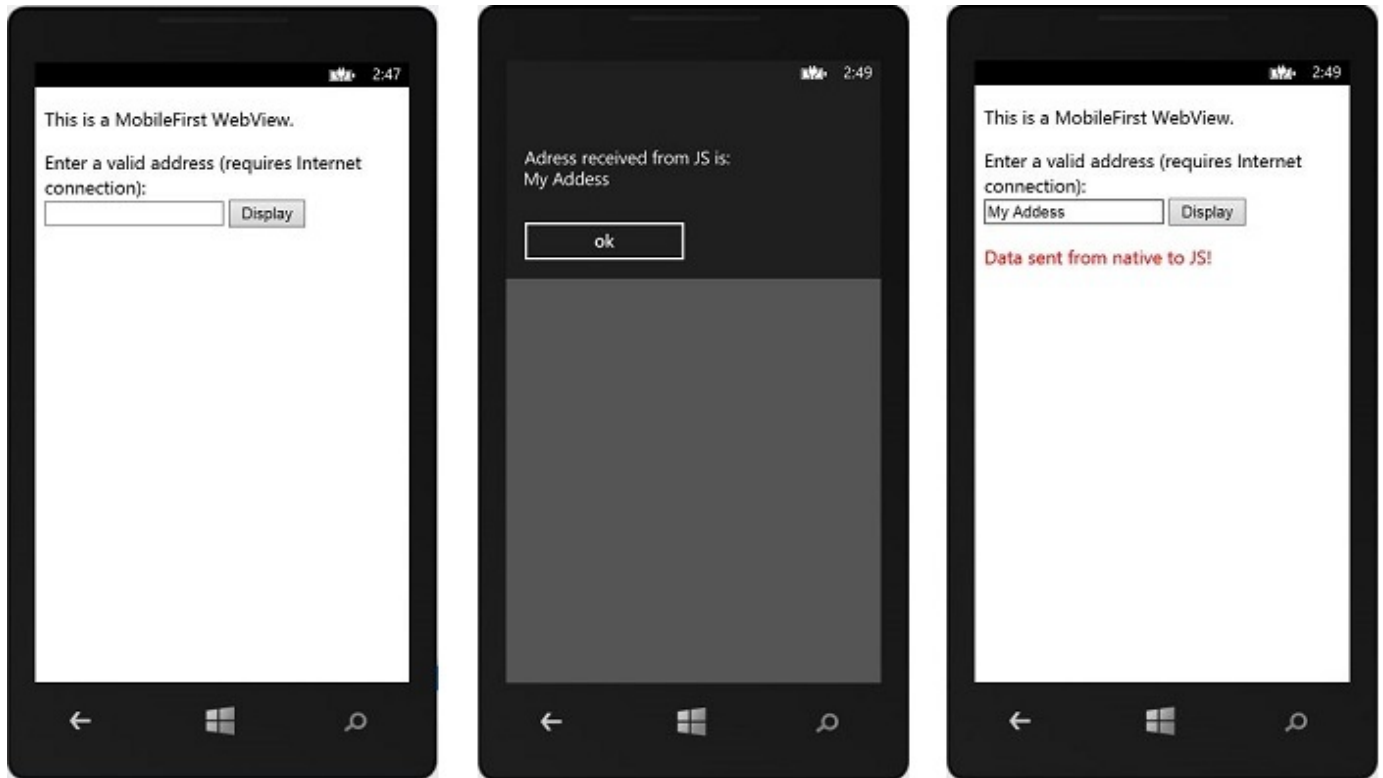 2:47
This is a MobileFirst WebView.
Enter a valid address (requires Internet
connection):
Display
2:49
Adress received from JS is:
My Addess
ok
2:49
This is a MobileFirst WebView.
Enter a valid address (requires Internet
connection):
My Addess Display
Data sent from native to JS!